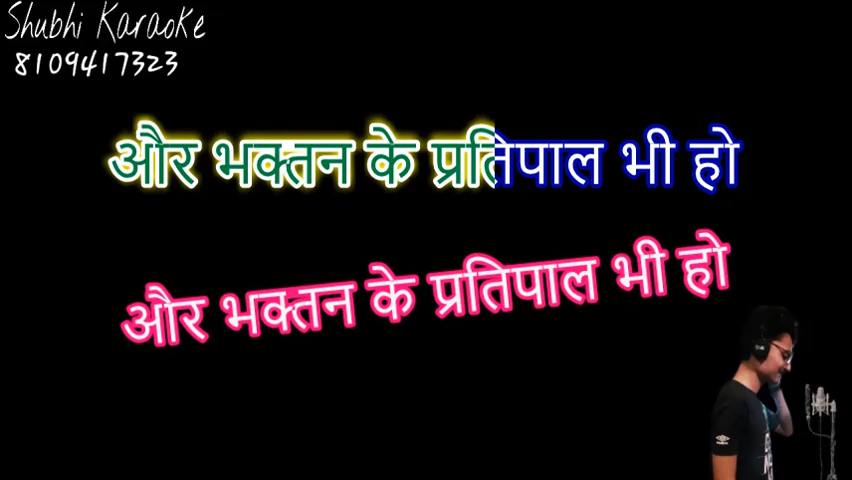 Shubhi Karaoke
8109417323
और भक्तन के प्रतिपाल भी हो
और भक्तन के प्रतिपाल भी हो